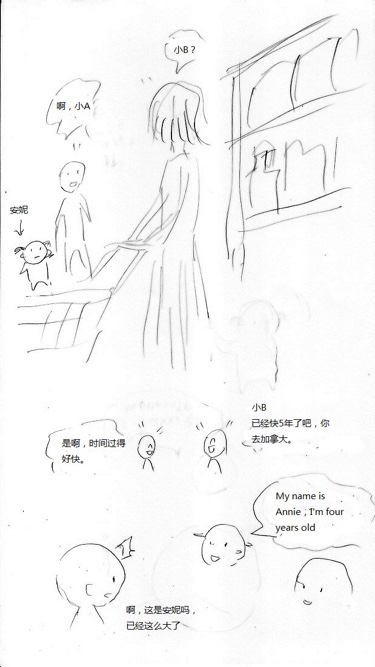 小B？
啊，小A
安妮
小B
已经快5年了吧，你
去加拿大。
是啊，时间过得
好快。
My name is
Annie , I'm four
years old
啊，这是安妮吗，
已经这么大了